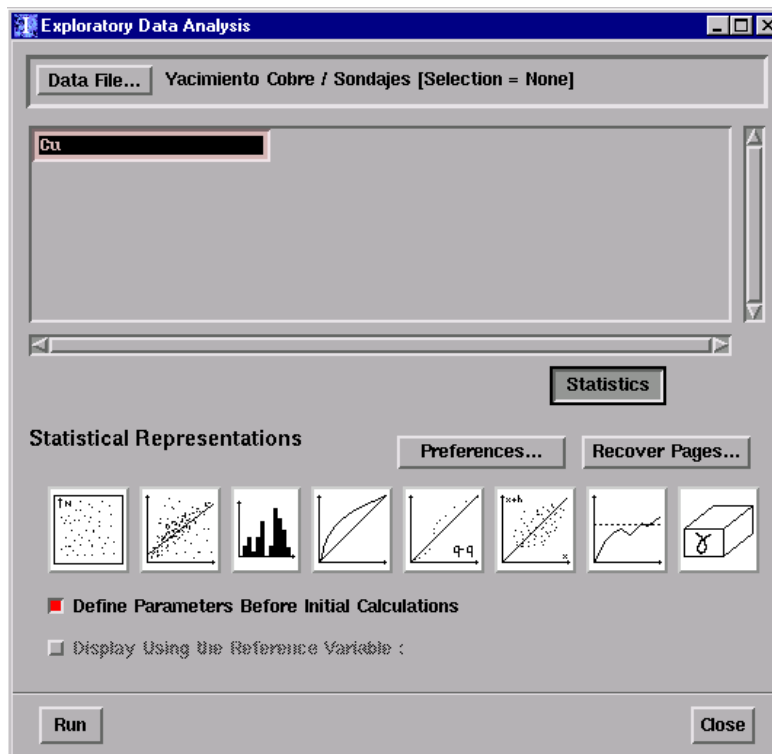 Exploratory Data Analysis
Data File... Yacimiento Cobre / Sondajes [Selection = None]
Cu
Statistics
Statistical Representations
Preferences... Recover Pages...
N
q-q
x+h
x
γ
Define Parameters Before Initial Calculations
Display Using the Reference Variable :
Run Close